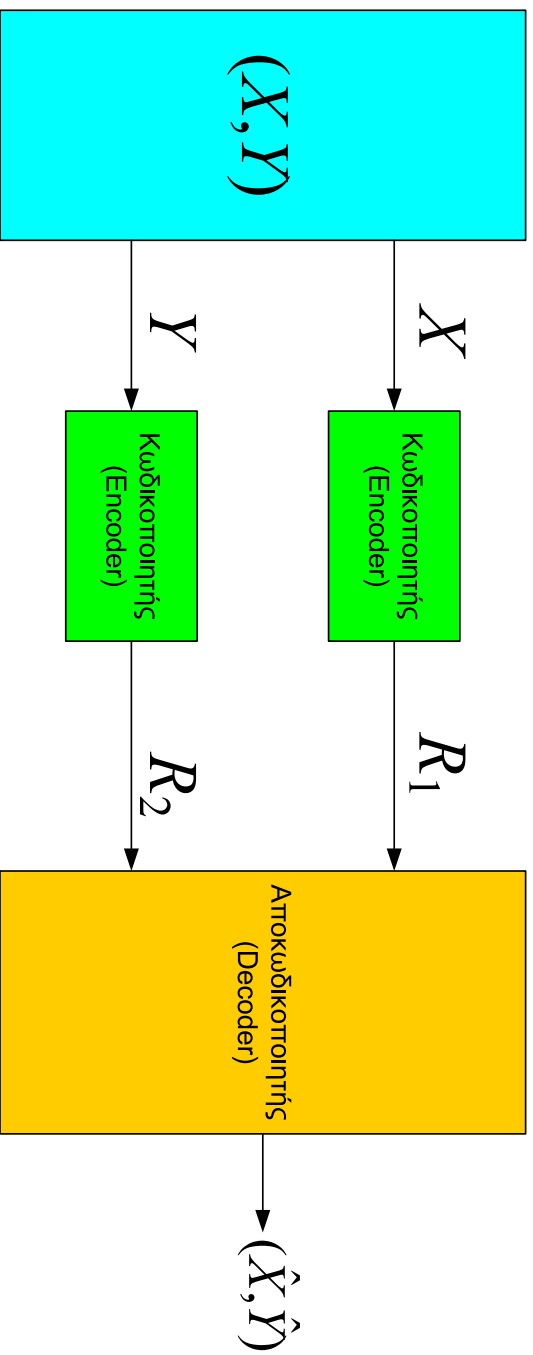 (X,Y)
X
Κωδικοποιητής
(Encoder)
R₁
Y
Κωδικοποιητής
(Encoder)
R₂
Αποκωδικοποιητής
(Decoder)
(X̂,Ŷ)